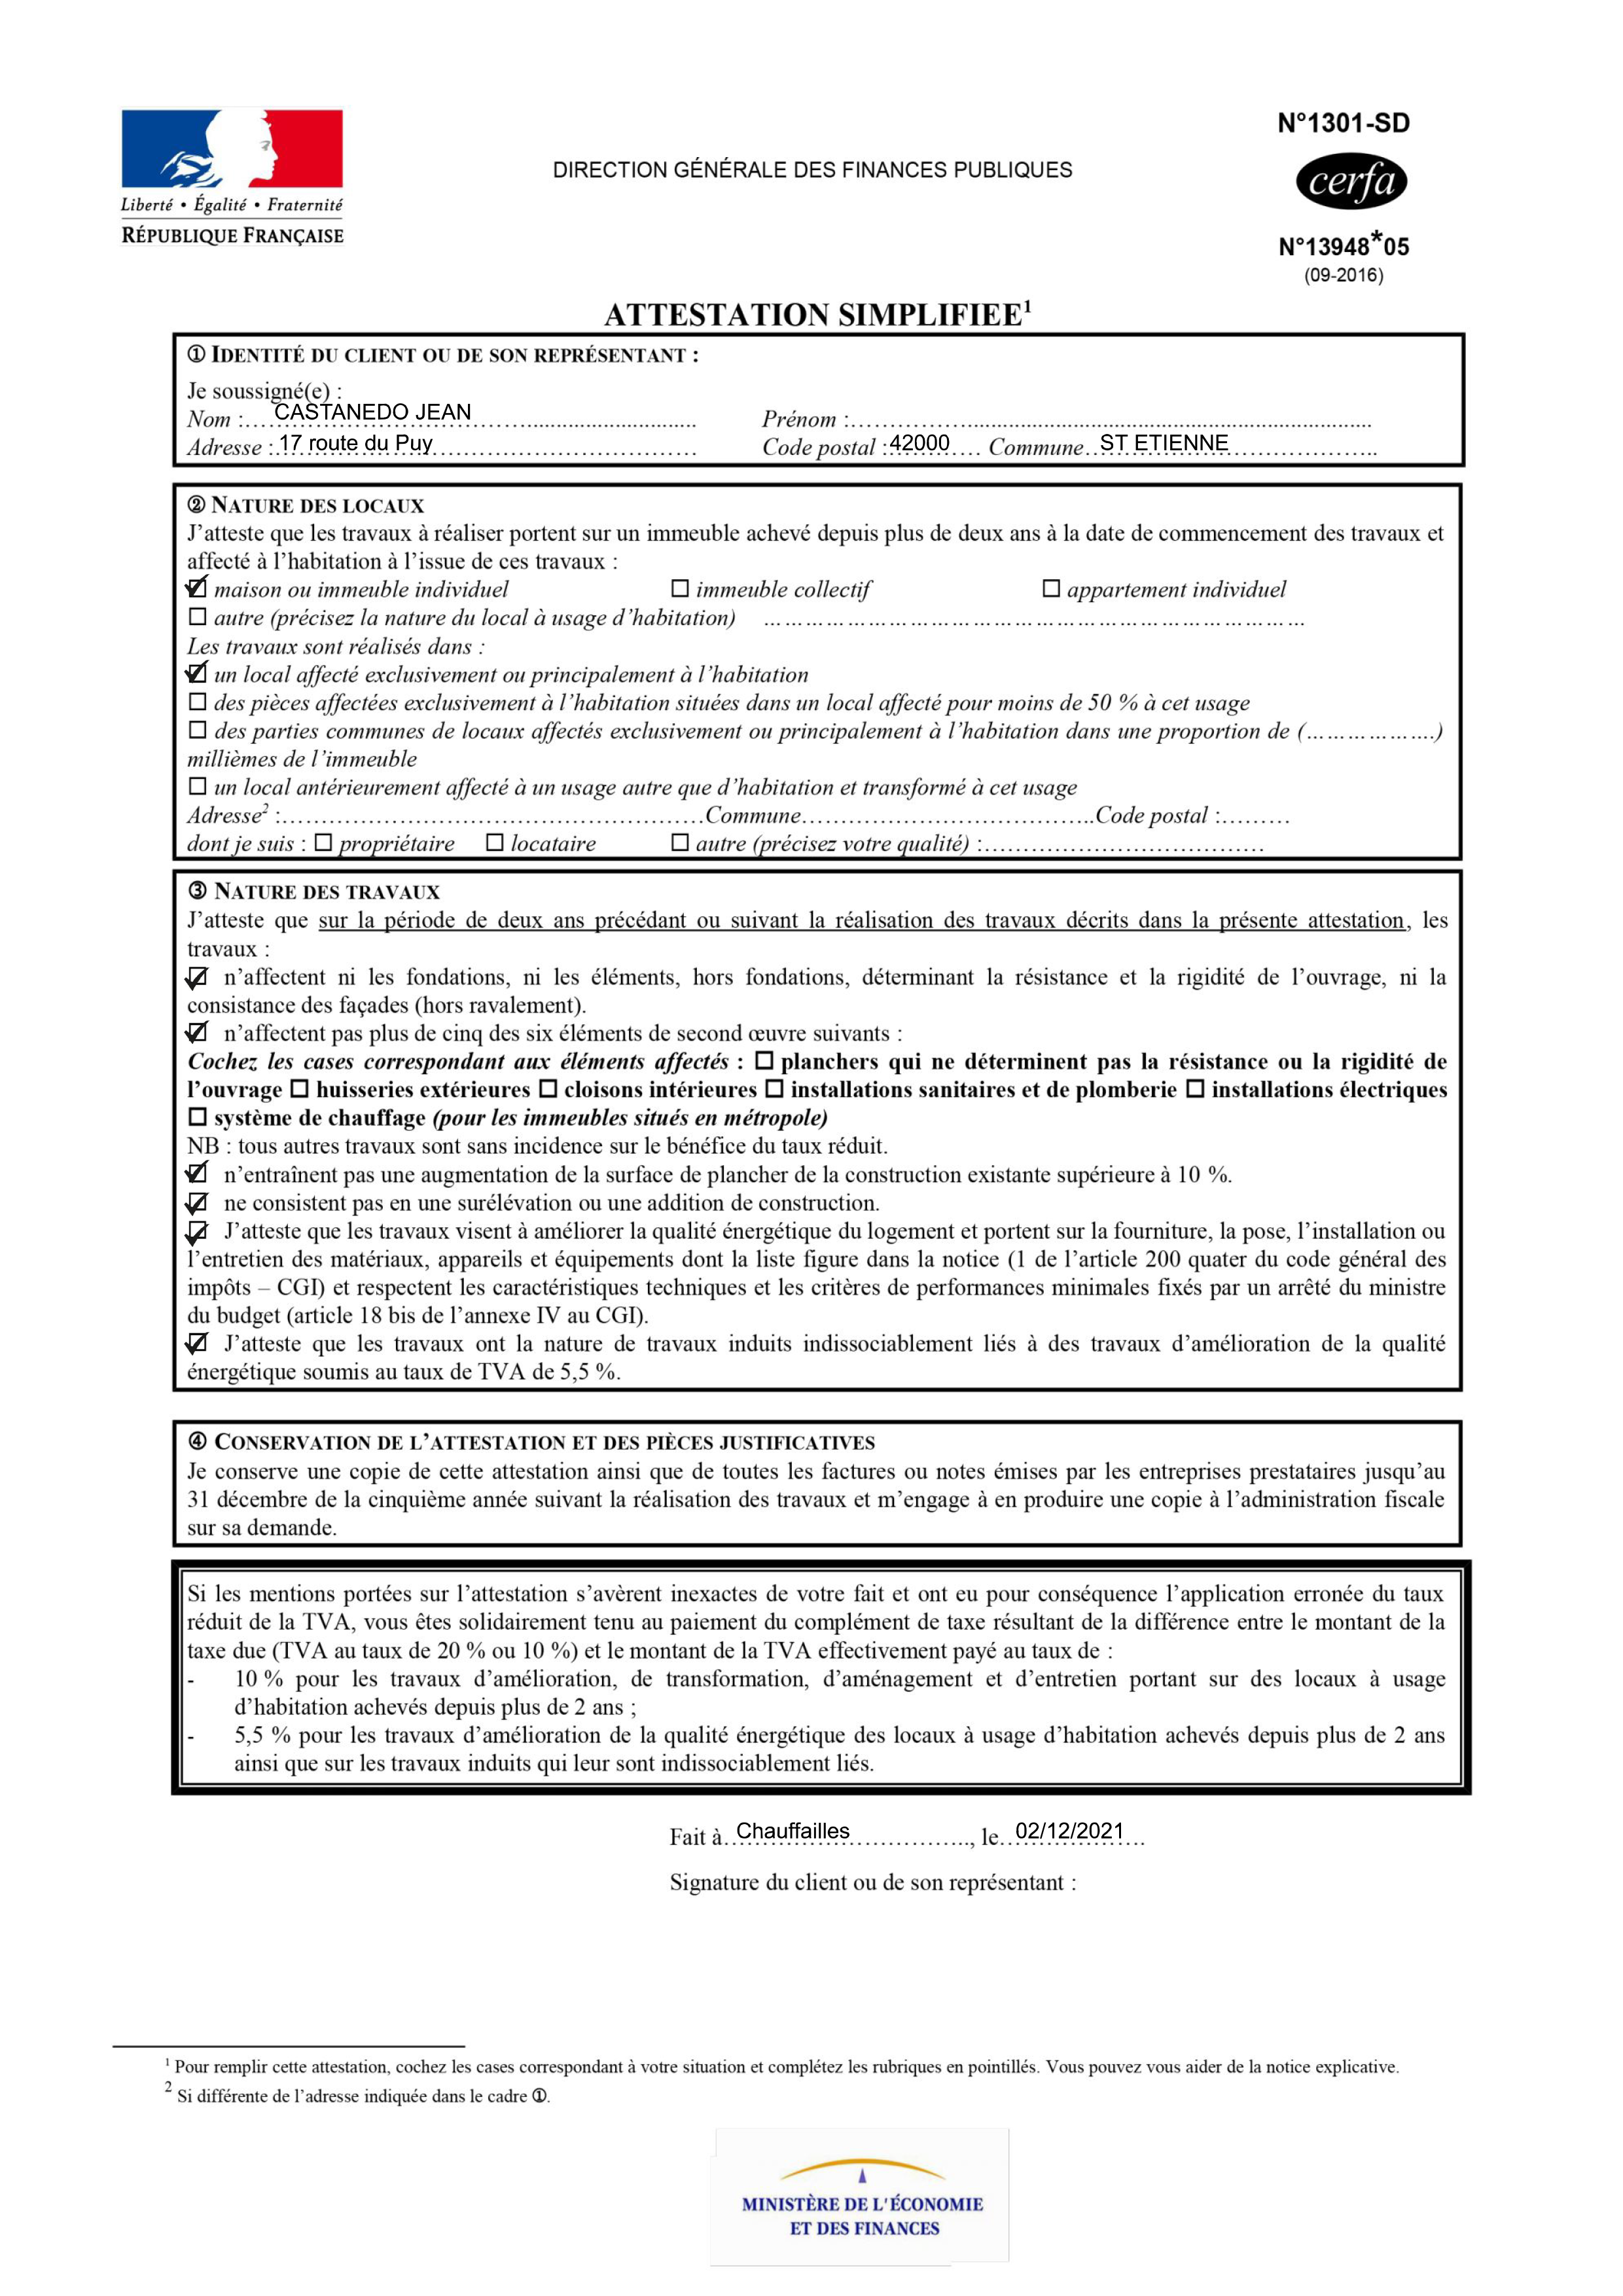 Liberté • Égalité • Fraternité
RÉPUBLIQUE FRANÇAISE
DIRECTION GÉNÉRALE DES FINANCES PUBLIQUES
N°1301-SD
cerfa
N°13948*05
(09-2016)
ATTESTATION SIMPLIFIEE¹
① IDENTITÉ DU CLIENT OU DE SON REPRÉSENTANT :
Je soussigné(e) :
Nom :.... CASTANEDO JEAN .... Prénom :....
Adresse : 17 route du Puy .... Code postal : 42000 .... Commune.. ST ETIENNE ....
② NATURE DES LOCAUX
J’atteste que les travaux à réaliser portent sur un immeuble achevé depuis plus de deux ans à la date de commencement des travaux et
affecté à l’habitation à l’issue de ces travaux :
☑ maison ou immeuble individuel ☐ immeuble collectif ☐ appartement individuel
☐ autre (précisez la nature du local à usage d’habitation) ....
Les travaux sont réalisés dans :
☑ un local affecté exclusivement ou principalement à l’habitation
☐ des pièces affectées exclusivement à l’habitation situées dans un local affecté pour moins de 50 % à cet usage
☐ des parties communes de locaux affectés exclusivement ou principalement à l’habitation dans une proportion de (....)
millièmes de l’immeuble
☐ un local antérieurement affecté à un usage autre que d’habitation et transformé à cet usage
Adresse² :....Commune....Code postal :....
dont je suis : ☐ propriétaire ☐ locataire ☐ autre (précisez votre qualité) :....
③ NATURE DES TRAVAUX
J’atteste que sur la période de deux ans précédant ou suivant la réalisation des travaux décrits dans la présente attestation, les
travaux :
☑ n’affectent ni les fondations, ni les éléments, hors fondations, déterminant la résistance et la rigidité de l’ouvrage, ni la
consistance des façades (hors ravalement).
☑ n’affectent pas plus de cinq des six éléments de second œuvre suivants :
Cochez les cases correspondant aux éléments affectés : ☐ planchers qui ne déterminent pas la résistance ou la rigidité de
l’ouvrage ☐ huisseries extérieures ☐ cloisons intérieures ☐ installations sanitaires et de plomberie ☐ installations électriques
☐ système de chauffage (pour les immeubles situés en métropole)
NB : tous autres travaux sont sans incidence sur le bénéfice du taux réduit.
☑ n’entraînent pas une augmentation de la surface de plancher de la construction existante supérieure à 10 %.
☑ ne consistent pas en une surélévation ou une addition de construction.
☑ J’atteste que les travaux visent à améliorer la qualité énergétique du logement et portent sur la fourniture, la pose, l’installation ou
l’entretien des matériaux, appareils et équipements dont la liste figure dans la notice (1 de l’article 200 quater du code général des
impôts – CGI) et respectent les caractéristiques techniques et les critères de performances minimales fixés par un arrêté du ministre
du budget (article 18 bis de l’annexe IV au CGI).
☑ J’atteste que les travaux ont la nature de travaux induits indissociablement liés à des travaux d’amélioration de la qualité
énergétique soumis au taux de TVA de 5,5 %.
④ CONSERVATION DE L’ATTESTATION ET DES PIÈCES JUSTIFICATIVES
Je conserve une copie de cette attestation ainsi que de toutes les factures ou notes émises par les entreprises prestataires jusqu’au
31 décembre de la cinquième année suivant la réalisation des travaux et m’engage à en produire une copie à l’administration fiscale
sur sa demande.
Si les mentions portées sur l’attestation s’avèrent inexactes de votre fait et ont eu pour conséquence l’application erronée du taux
réduit de la TVA, vous êtes solidairement tenu au paiement du complément de taxe résultant de la différence entre le montant de la
taxe due (TVA au taux de 20 % ou 10 %) et le montant de la TVA effectivement payé au taux de :
- 10 % pour les travaux d’amélioration, de transformation, d’aménagement et d’entretien portant sur des locaux à usage
d’habitation achevés depuis plus de 2 ans ;
- 5,5 % pour les travaux d’amélioration de la qualité énergétique des locaux à usage d’habitation achevés depuis plus de 2 ans
ainsi que sur les travaux induits qui leur sont indissociablement liés.
Fait à.. Chauffailles ...., le.. 02/12/2021 ..
Signature du client ou de son représentant :
¹ Pour remplir cette attestation, cochez les cases correspondant à votre situation et complétez les rubriques en pointillés. Vous pouvez vous aider de la notice explicative.
² Si différente de l’adresse indiquée dans le cadre ①.
MINISTÈRE DE L'ÉCONOMIE
ET DES FINANCES